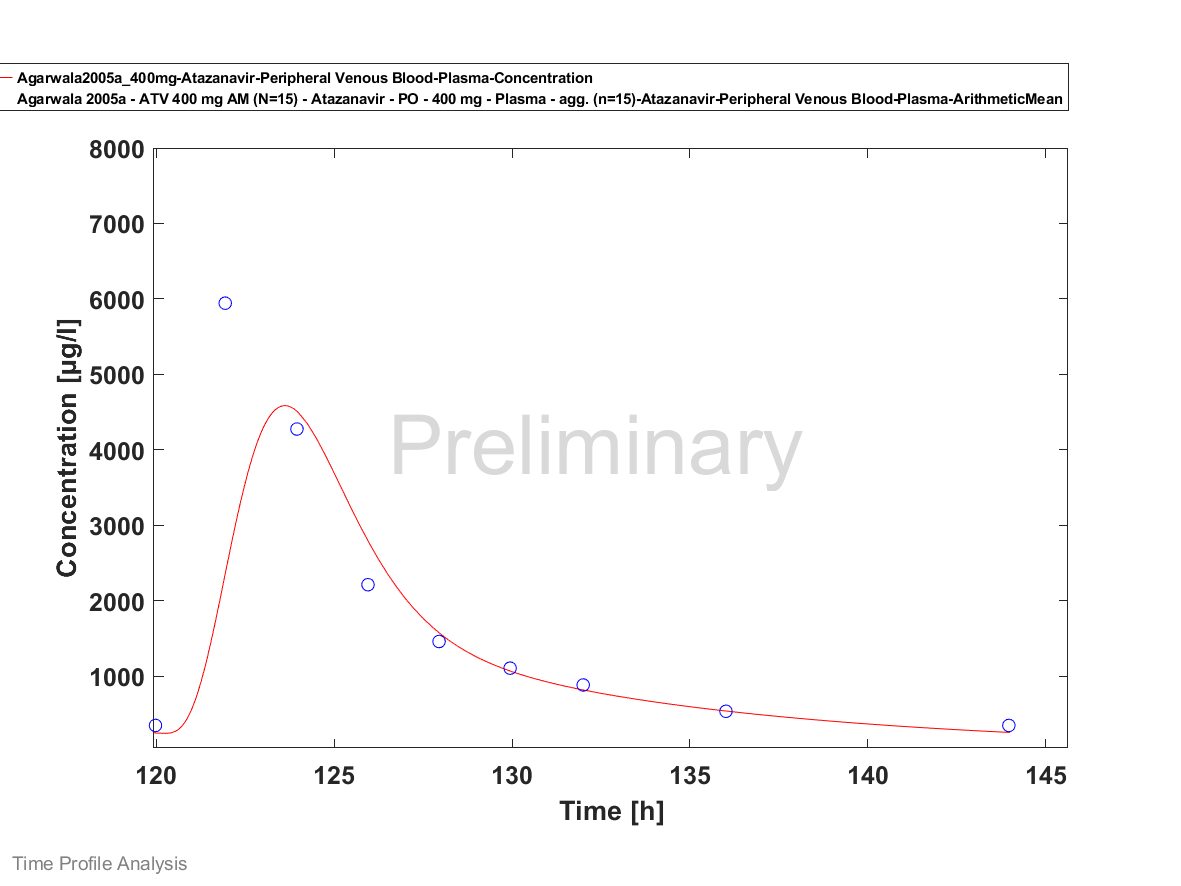 Agarwala2005a_400mg-Atazanavir-Peripheral Venous Blood-Plasma-Concentration
Agarwala 2005a - ATV 400 mg AM (N=15) - Atazanavir - PO - 400 mg - Plasma - agg. (n=15)-Atazanavir-Peripheral Venous Blood-Plasma-ArithmeticMean
8000
7000
6000
5000
4000
3000
2000
1000
Concentration [µg/l]
Preliminary
120 125 130 135 140 145
Time [h]
Time Profile Analysis